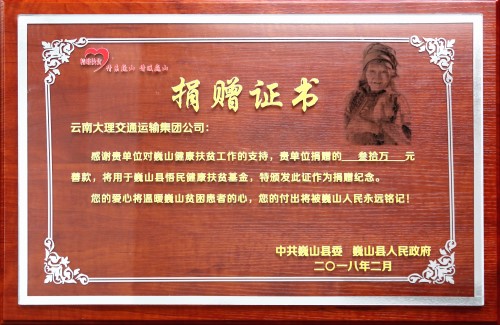 健康扶贫
情系巍山 情暖巍山
捐赠证书
云南大理交通运输集团公司：
感谢贵单位对巍山健康扶贫工作的支持，贵单位捐赠的 叁拾万 元
善款，将用于巍山县悟民健康扶贫基金，特颁发此证作为捐赠纪念。
您的爱心将温暖巍山贫困患者的心，您的付出将被巍山人民永远铭记！
中共巍山县委 巍山县人民政府
二〇一八年二月